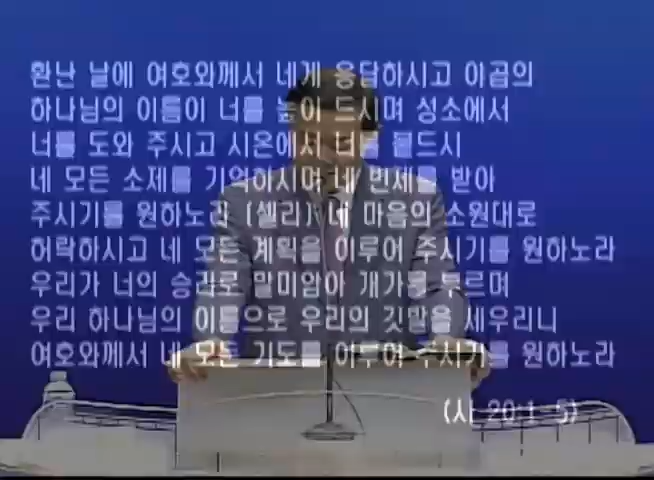 환난 날에 여호와께서 네게 응답하시고 야곱의
하나님의 이름이 너를 높이 드시며 성소에서
너를 도와 주시고 시온에서 너를 붙드시며
네 모든 소제를 기억하시며 네 번제를 받아
주시기를 원하노라 (셀라) 네 마음의 소원대로
허락하시고 네 모든 계획을 이루어 주시기를 원하노라
우리가 너의 승리로 말미암아 개가를 부르며
우리 하나님의 이름으로 우리의 깃발을 세우리니
여호와께서 네 모든 기도를 이루어 주시기를 원하노라
(시 20:1-5)